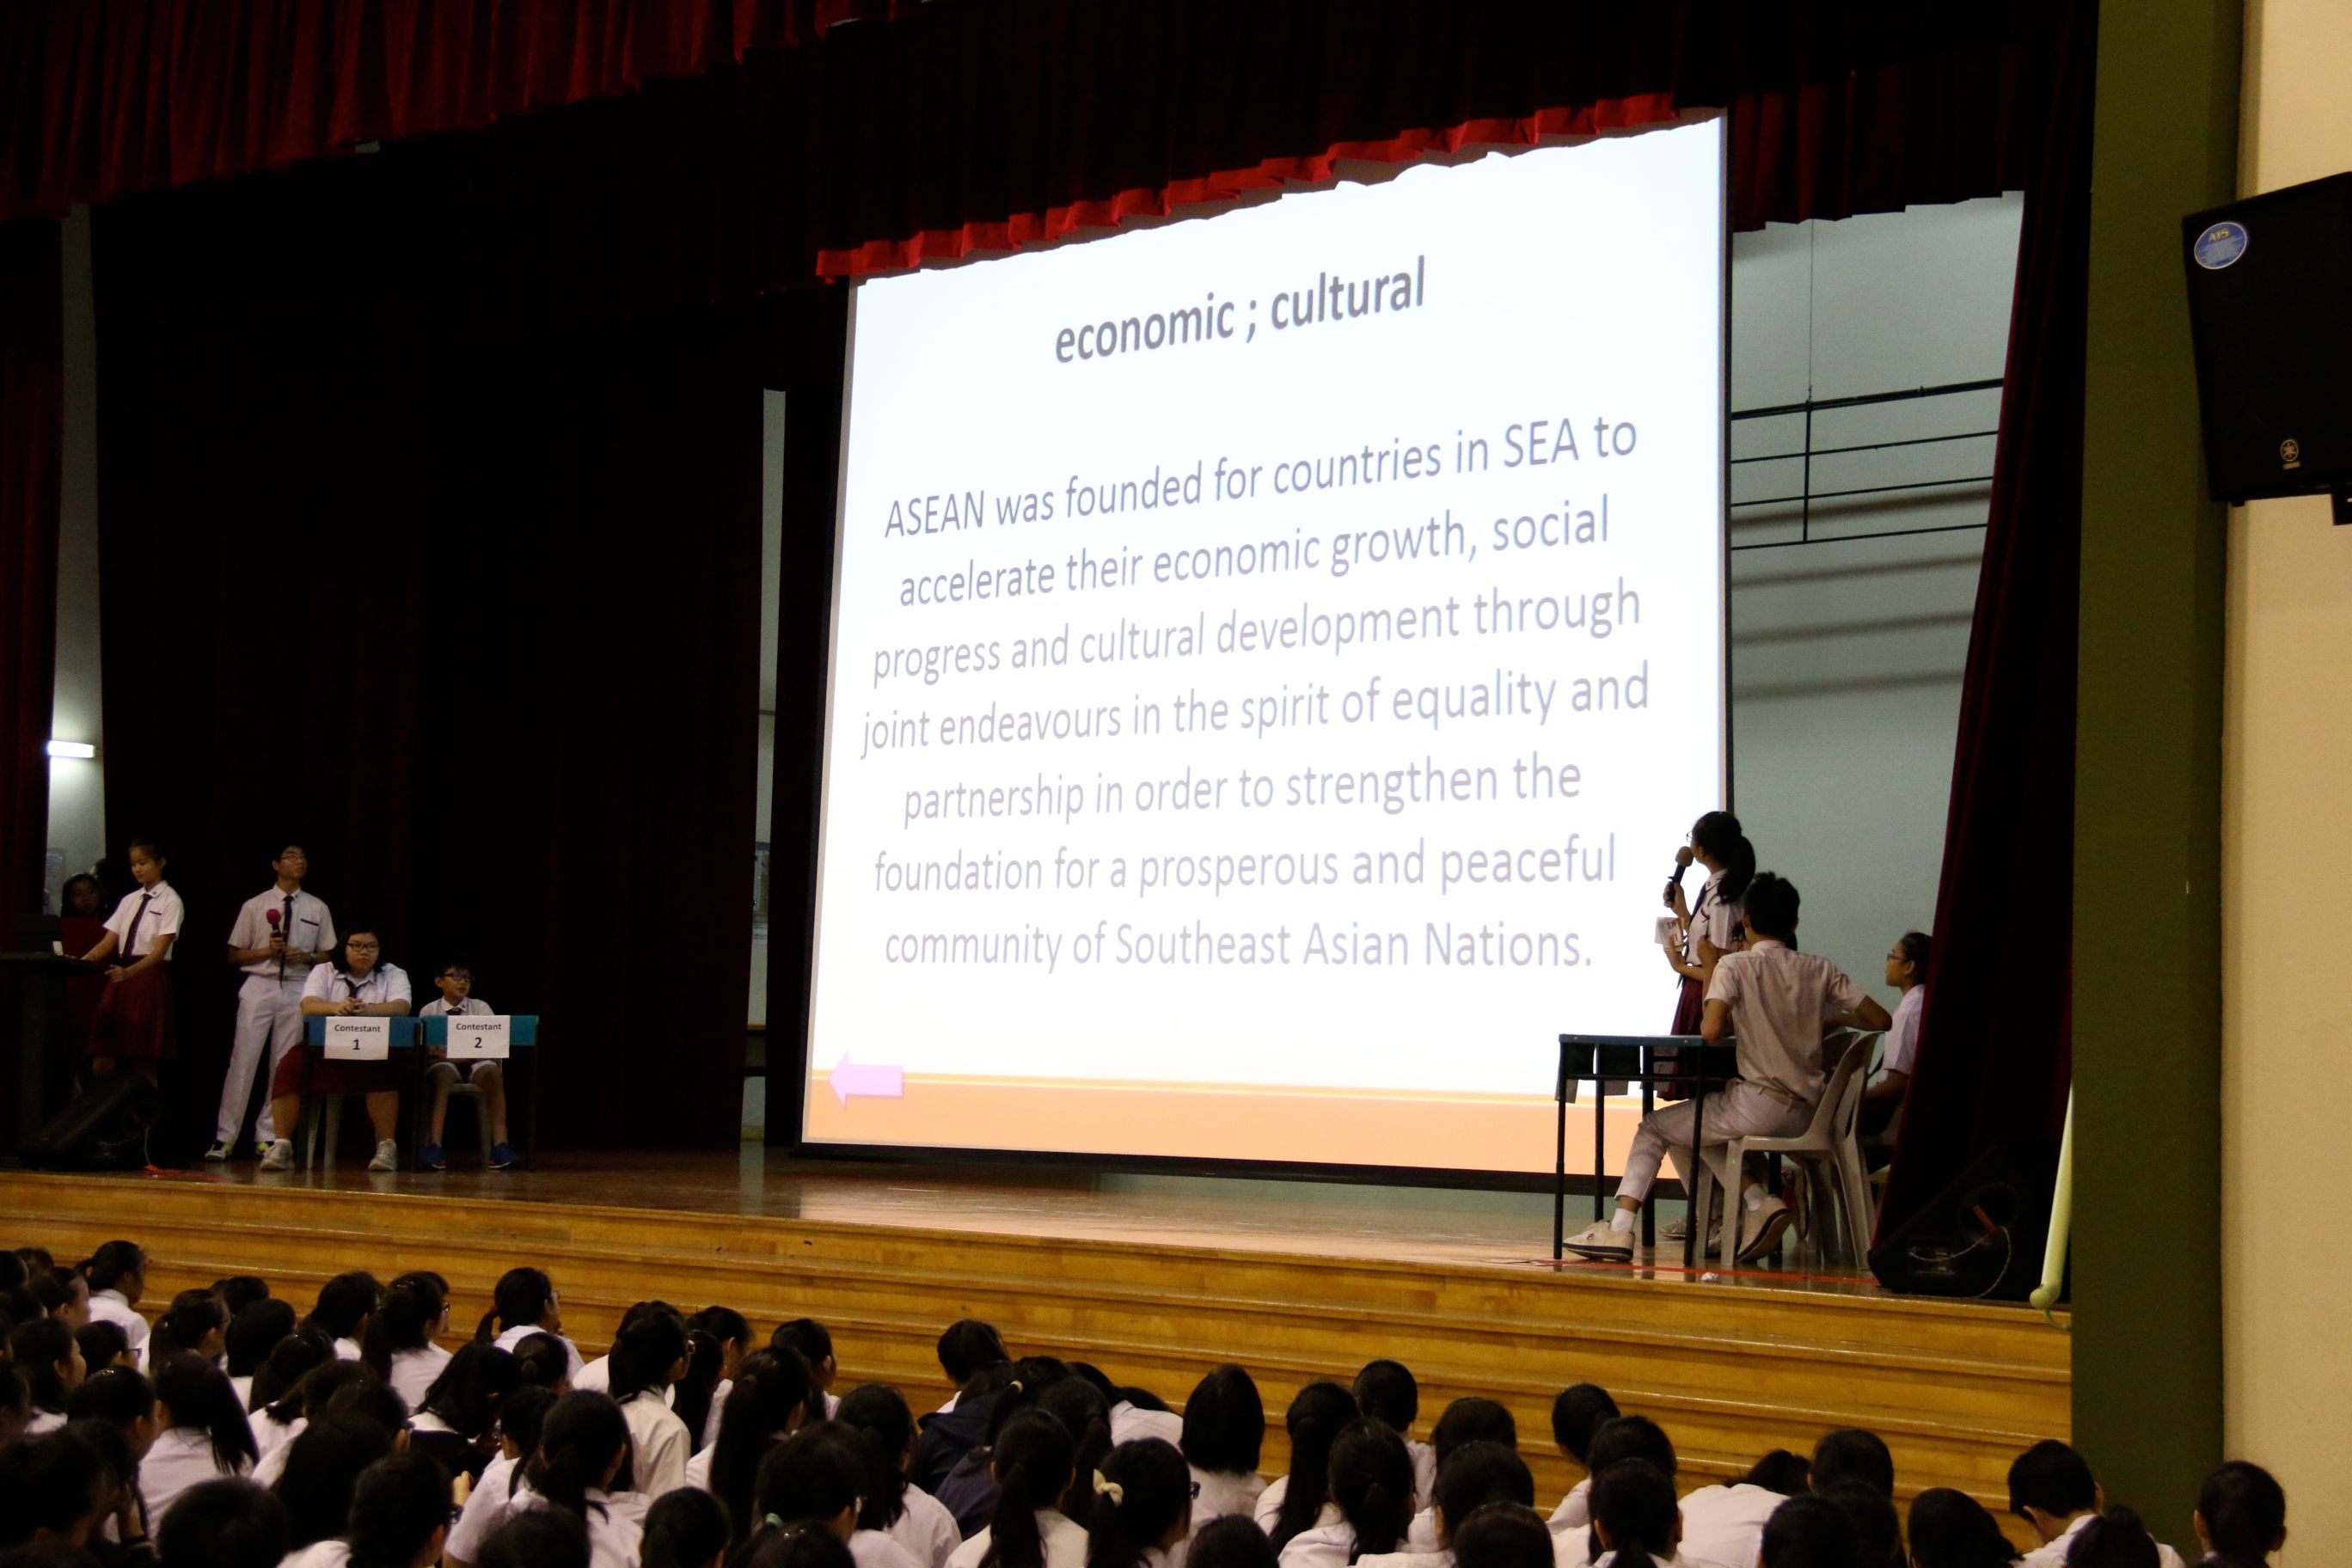 economic ; cultural
ASEAN was founded for countries in SEA to
accelerate their economic growth, social
progress and cultural development through
joint endeavours in the spirit of equality and
partnership in order to strengthen the
foundation for a prosperous and peaceful
community of Southeast Asian Nations.
Contestant
1
Contestant
2
AIS
YAMAHA